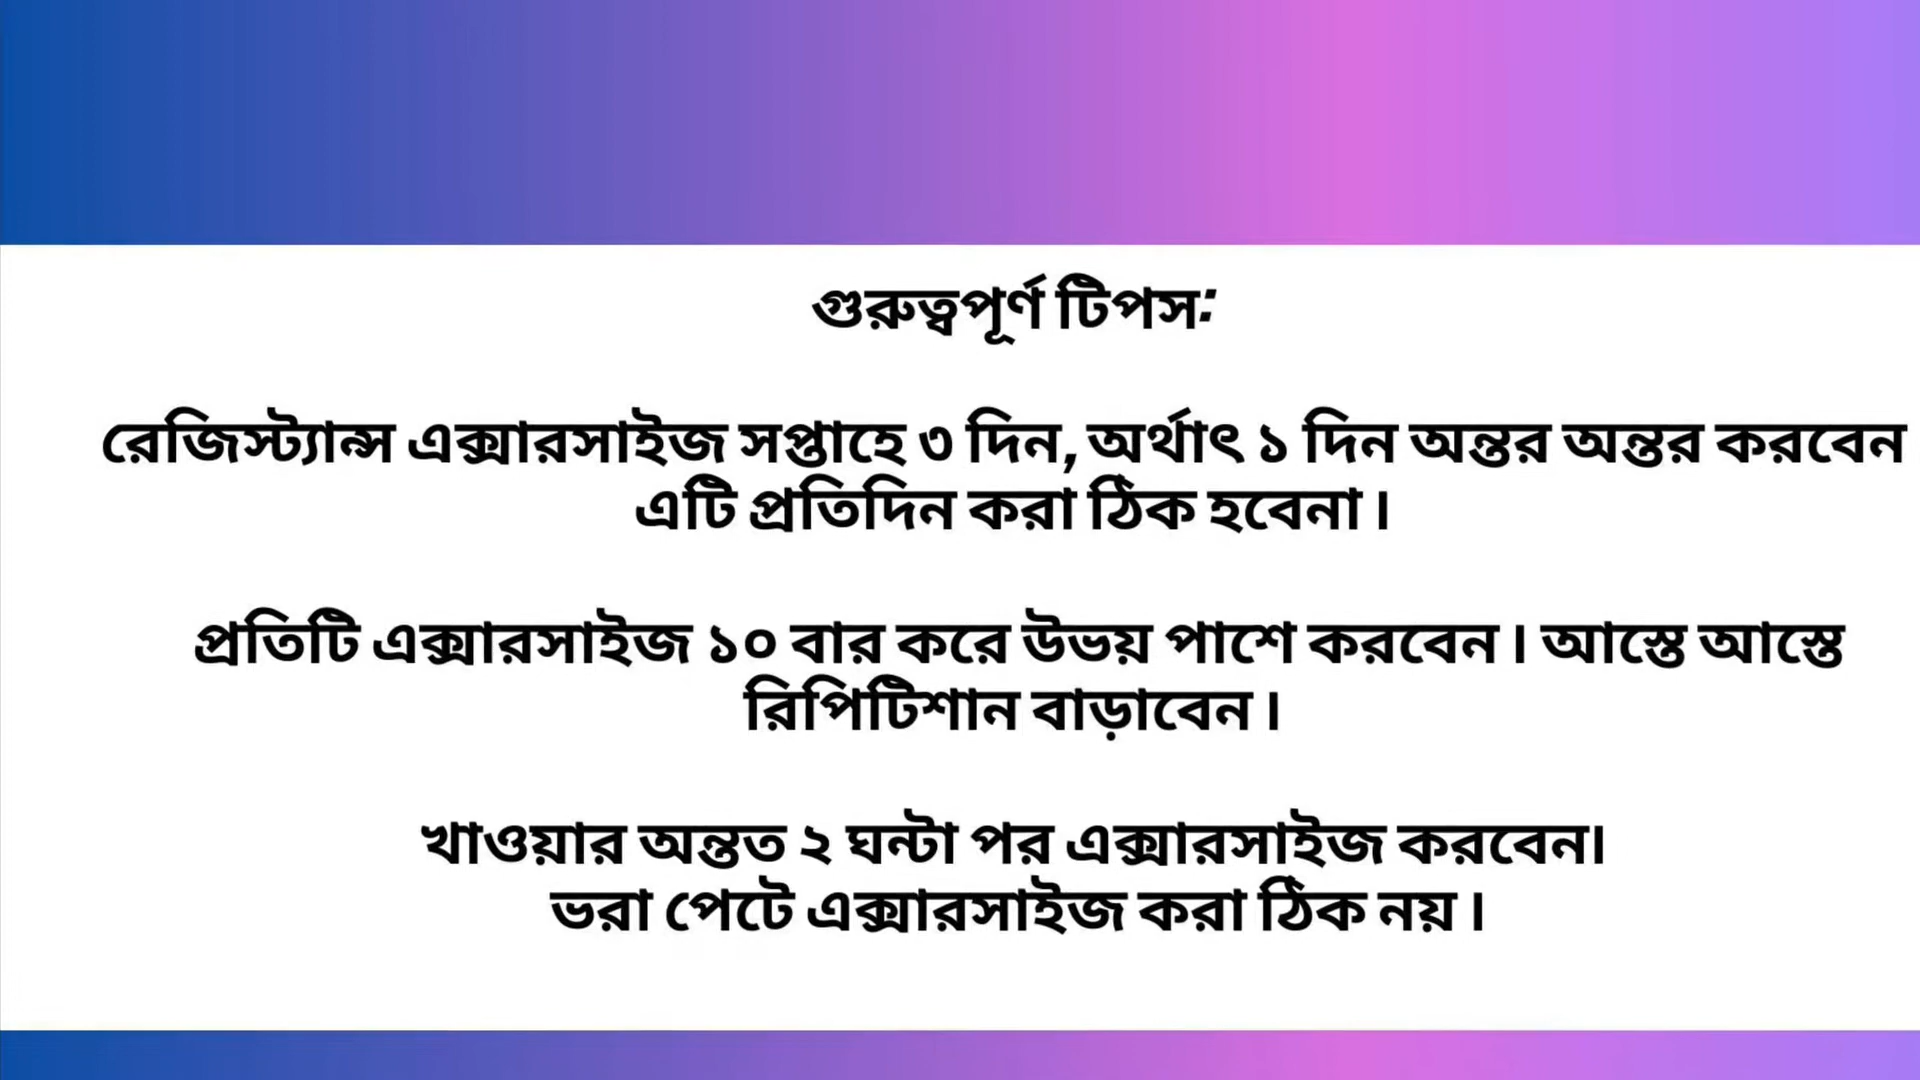 গুরুত্বপূর্ণ টিপস:
রেজিস্ট্যান্স এক্সারসাইজ সপ্তাহে ৩ দিন, অর্থাৎ ১ দিন অন্তর অন্তর করবেন
এটি প্রতিদিন করা ঠিক হবেনা।
প্রতিটি এক্সারসাইজ ১০ বার করে উভয় পাশে করবেন। আস্তে আস্তে
রিপিটিশান বাড়াবেন।
খাওয়ার অন্তত ২ ঘন্টা পর এক্সারসাইজ করবেন।
ভরা পেটে এক্সারসাইজ করা ঠিক নয়।